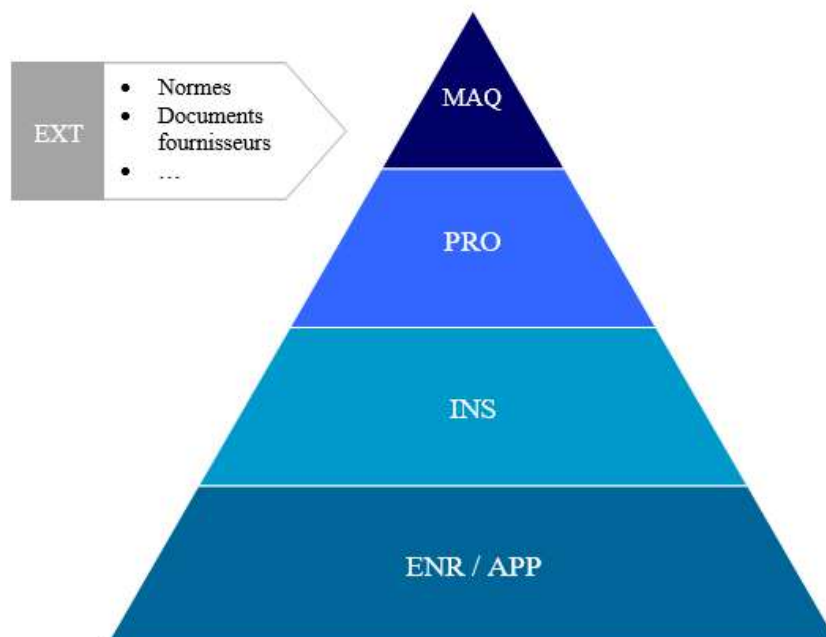 EXT
• Normes
• Documents
fournisseurs
• ...
MAQ
PRO
INS
ENR / APP